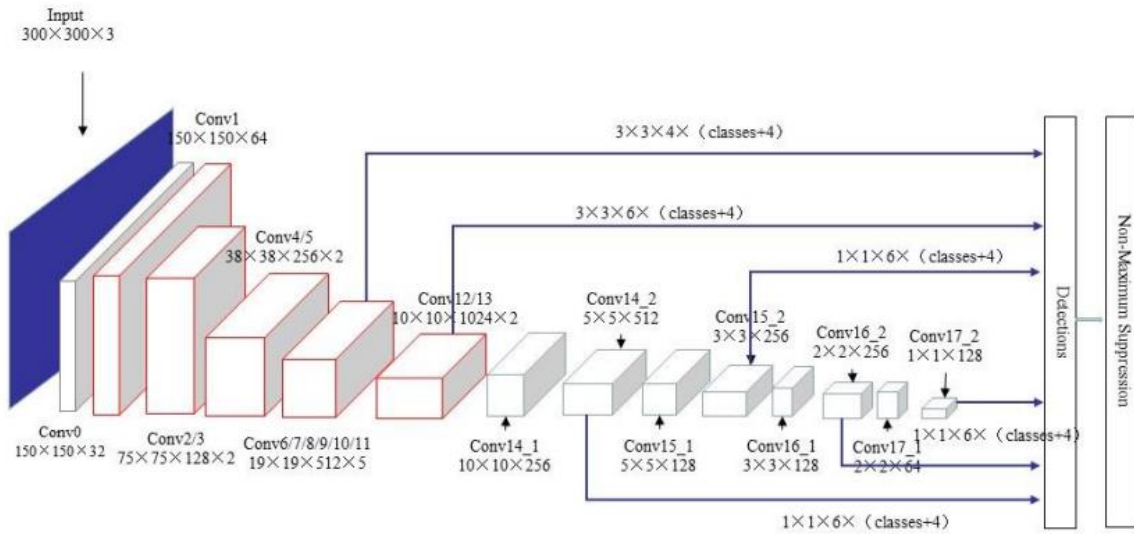 Input
300×300×3
Conv1
150×150×64
3×3×4×（classes+4）
3×3×6×（classes+4）
Conv4/5
38×38×256×2
1×1×6×（classes+4）
Conv12/13
10×10×1024×2
Conv14_2
5×5×512
Conv15_2
3×3×256
Conv16_2
2×2×256
Conv17_2
1×1×128
Detections
Non-Maximum Suppression
Conv0
150×150×32
Conv2/3
75×75×128×2
Conv6/7/8/9/10/11
19×19×512×5
Conv14_1
10×10×256
Conv15_1
5×5×128
Conv16_1
3×3×128
Conv17_1
2×2×64
1×1×6×（classes+4）
1×1×6×（classes+4）